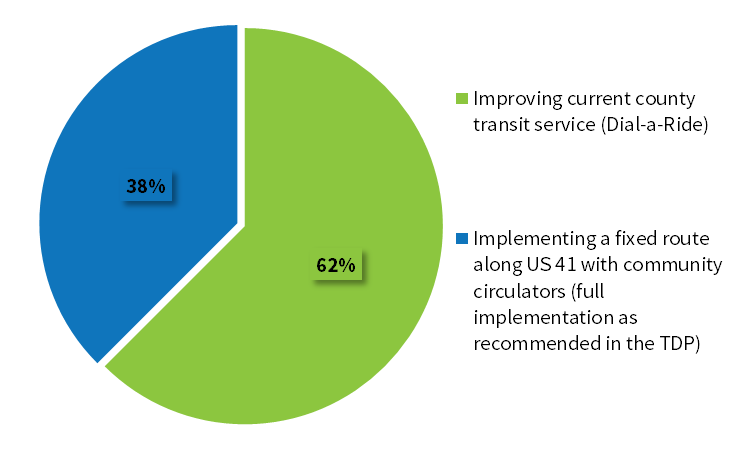 38%
62%
Improving current county
transit service (Dial-a-Ride)
Implementing a fixed route
along US 41 with community
circulators (full
implementation as
recommended in the TDP)